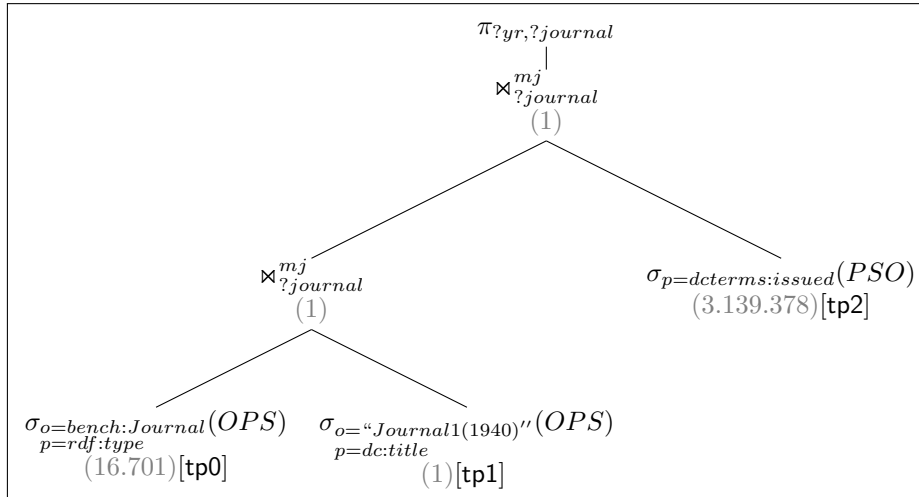 π?yr,?journal
⋈mj?journal
(1)
⋈mj?journal
(1)
σp=dcterms:issued(PSO)
(3.139.378)[tp2]
σo=bench:Journal(OPS)
p=rdf:type
(16.701)[tp0]
σo=“Journal1(1940)′′(OPS)
p=dc:title
(1)[tp1]